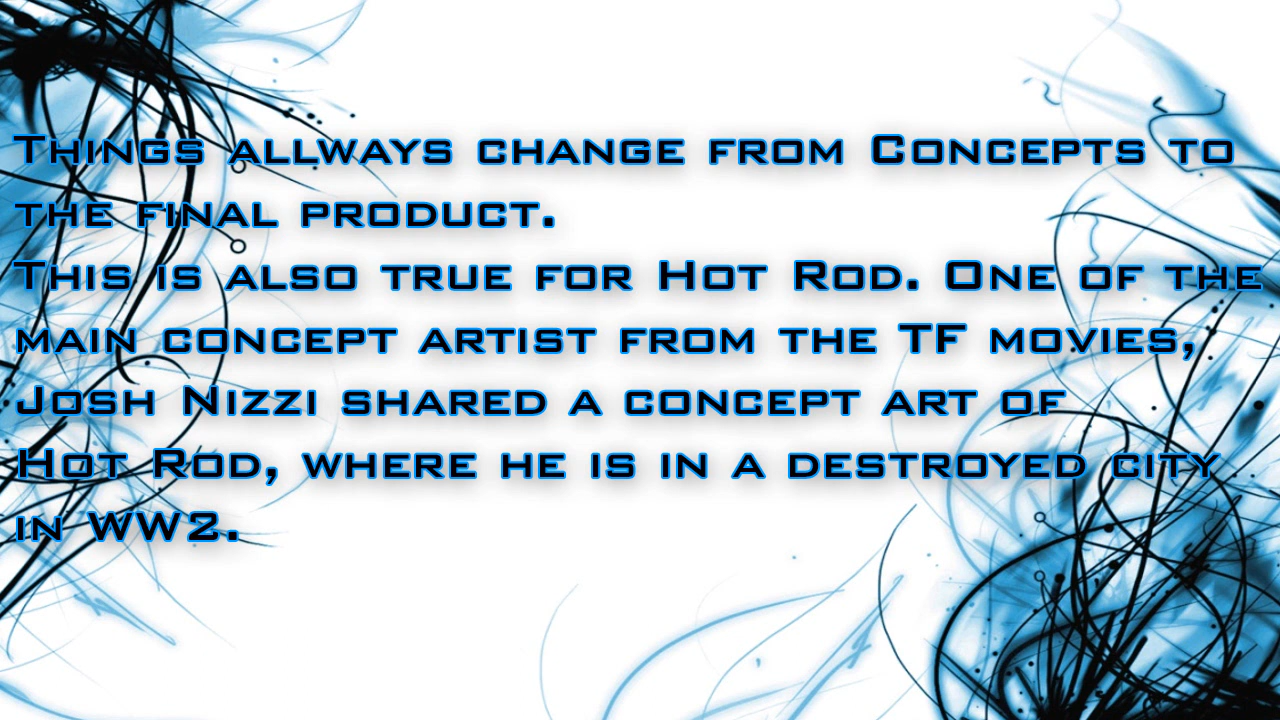 Things allways change from Concepts to
the final product.
This is also true for Hot Rod. One of the
main concept artist from the TF movies,
Josh Nizzi shared a concept art of
Hot Rod, where he is in a destroyed city
in WW2.